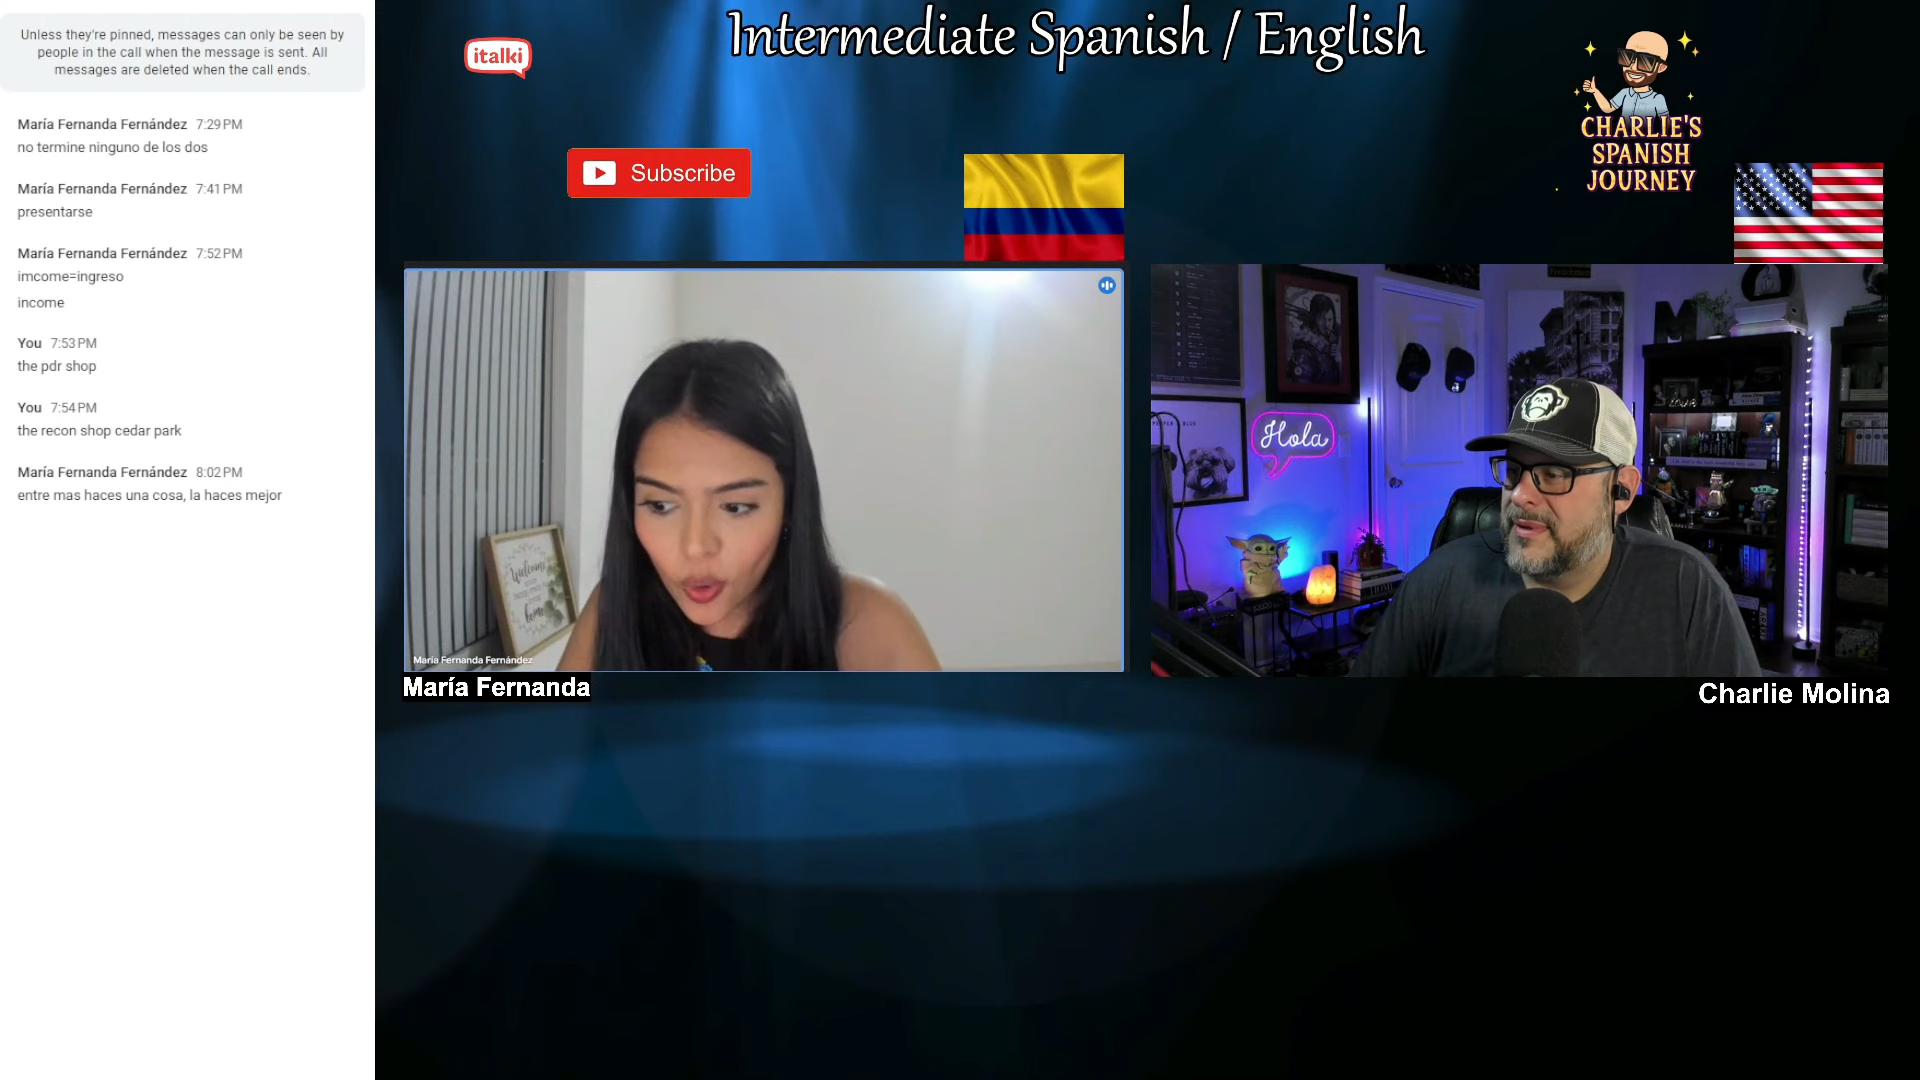 Unless they're pinned, messages can only be seen by
people in the call when the message is sent. All
messages are deleted when the call ends.
María Fernanda Fernández 7:29 PM
no termine ninguno de los dos
María Fernanda Fernández 7:41 PM
presentarse
María Fernanda Fernández 7:52 PM
imcome=ingreso
income
You 7:53 PM
the pdr shop
You 7:54 PM
the recon shop cedar park
María Fernanda Fernández 8:02 PM
entre mas haces una cosa, la haces mejor
italki
Intermediate Spanish / English
Subscribe
CHARLIE'S
SPANISH
JOURNEY
Welcome
home
María Fernanda Fernández
María Fernanda
Hola
M
Charlie Molina